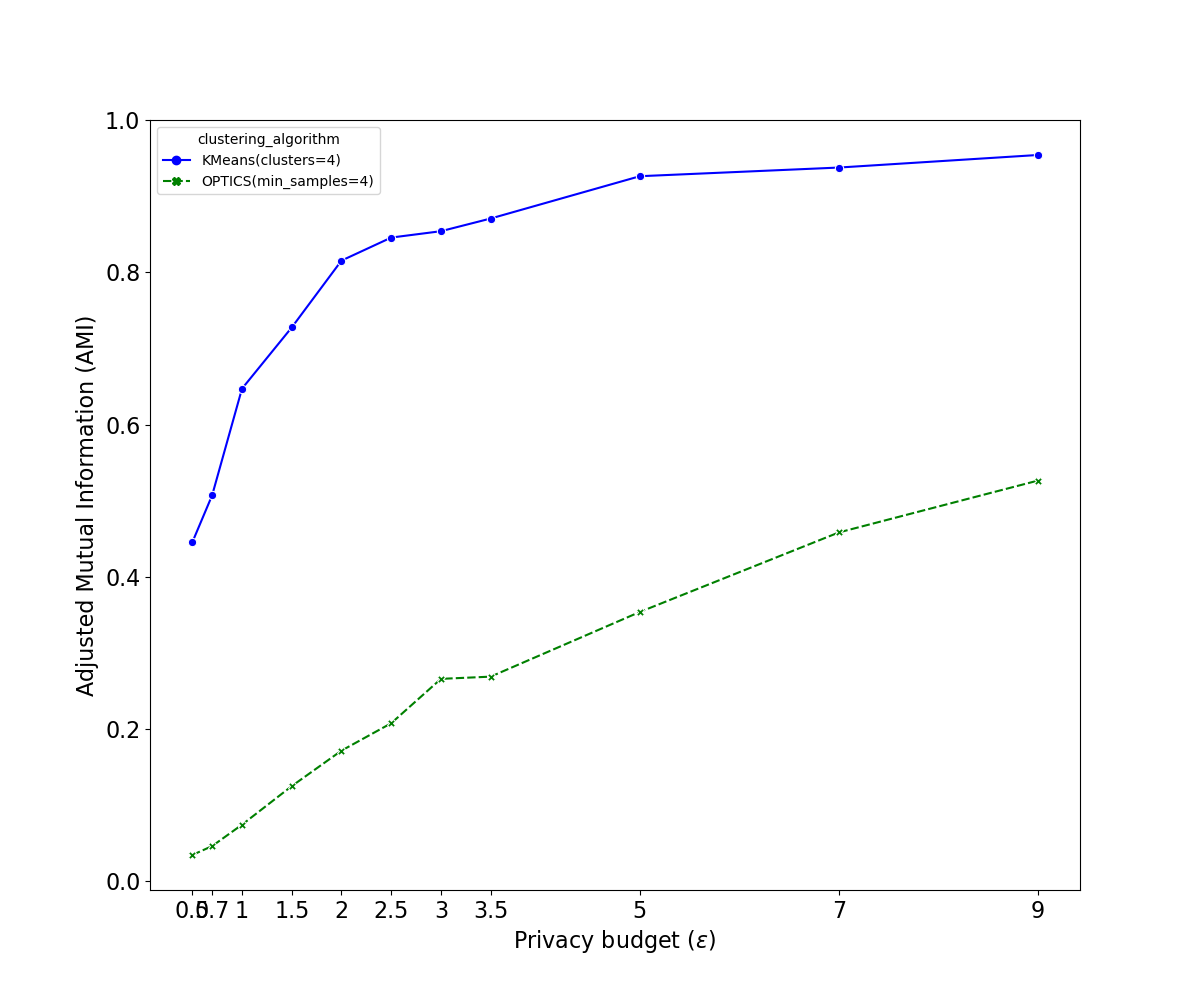 1.0
clustering_algorithm
KMeans(clusters=4)
OPTICS(min_samples=4)
0.8
0.6
0.4
0.2
0.0
Adjusted Mutual Information (AMI)
0.5 0.7 1 1.5 2 2.5 3 3.5 5 7 9
Privacy budget (ε)